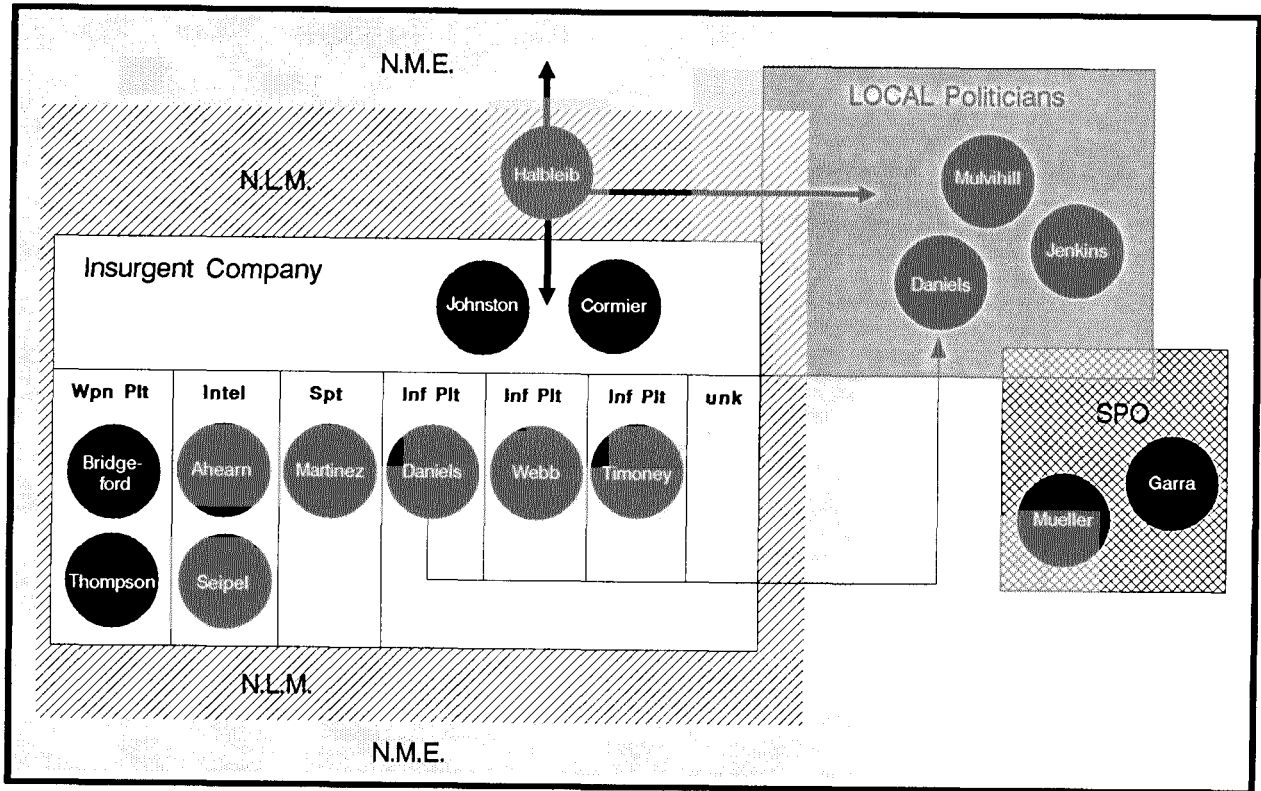 N.M.E.
LOCAL Politicians
N.L.M.
Halbleib
Mulvihill
Jenkins
Daniels
Insurgent Company
Johnston
Cormier
Wpn Plt
Intel
Spt
Inf Plt
Inf Plt
Inf Plt
unk
Bridge-
ford
Ahearn
Martinez
Daniels
Webb
Timoney
Thompson
Seipel
SPO
Garra
Mueller
N.L.M.
N.M.E.